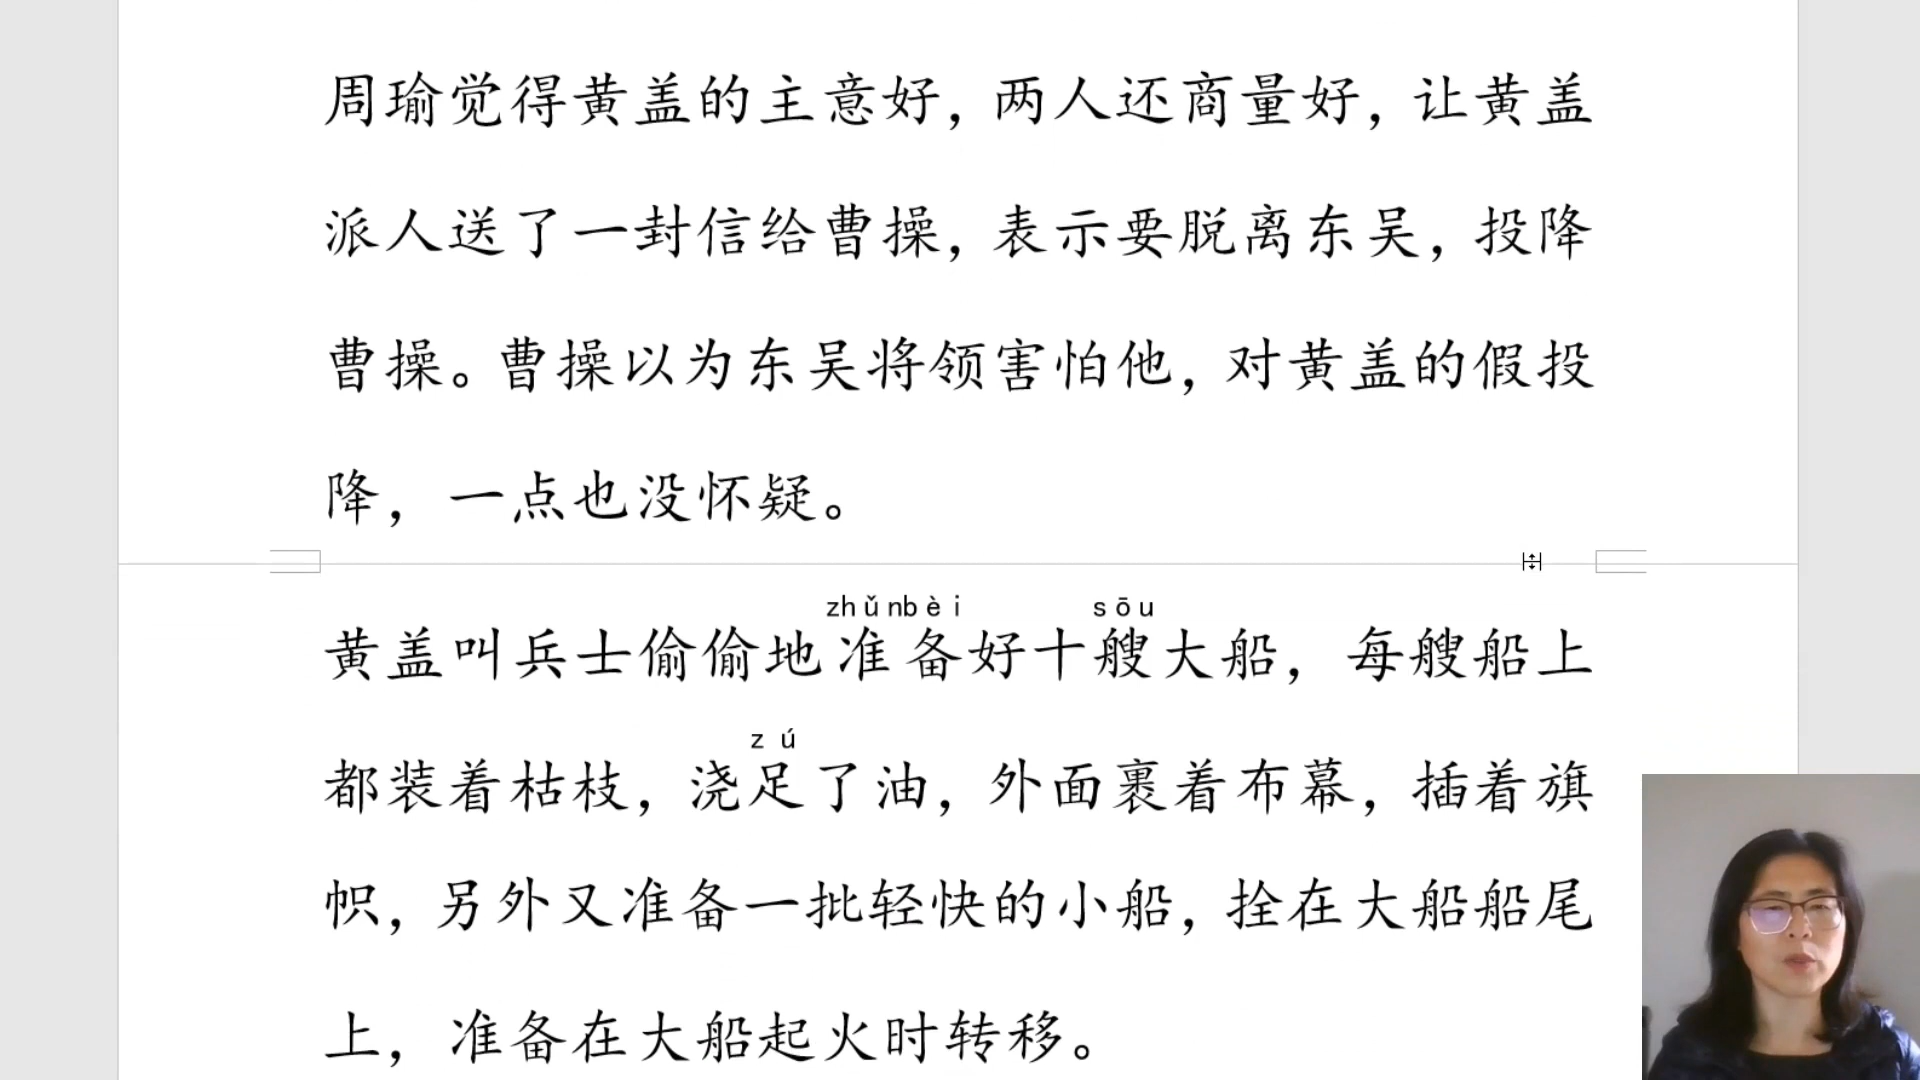 周瑜觉得黄盖的主意好，两人还商量好，让黄盖
派人送了一封信给曹操，表示要脱离东吴，投降
曹操。曹操以为东吴将领害怕他，对黄盖的假投
降，一点也没怀疑。
zhǔnbèi sōu
黄盖叫兵士偷偷地准备好十艘大船，每艘船上
zú
都装着枯枝，浇足了油，外面裹着布幕，插着旗
帜，另外又准备一批轻快的小船，拴在大船船尾
上，准备在大船起火时转移。